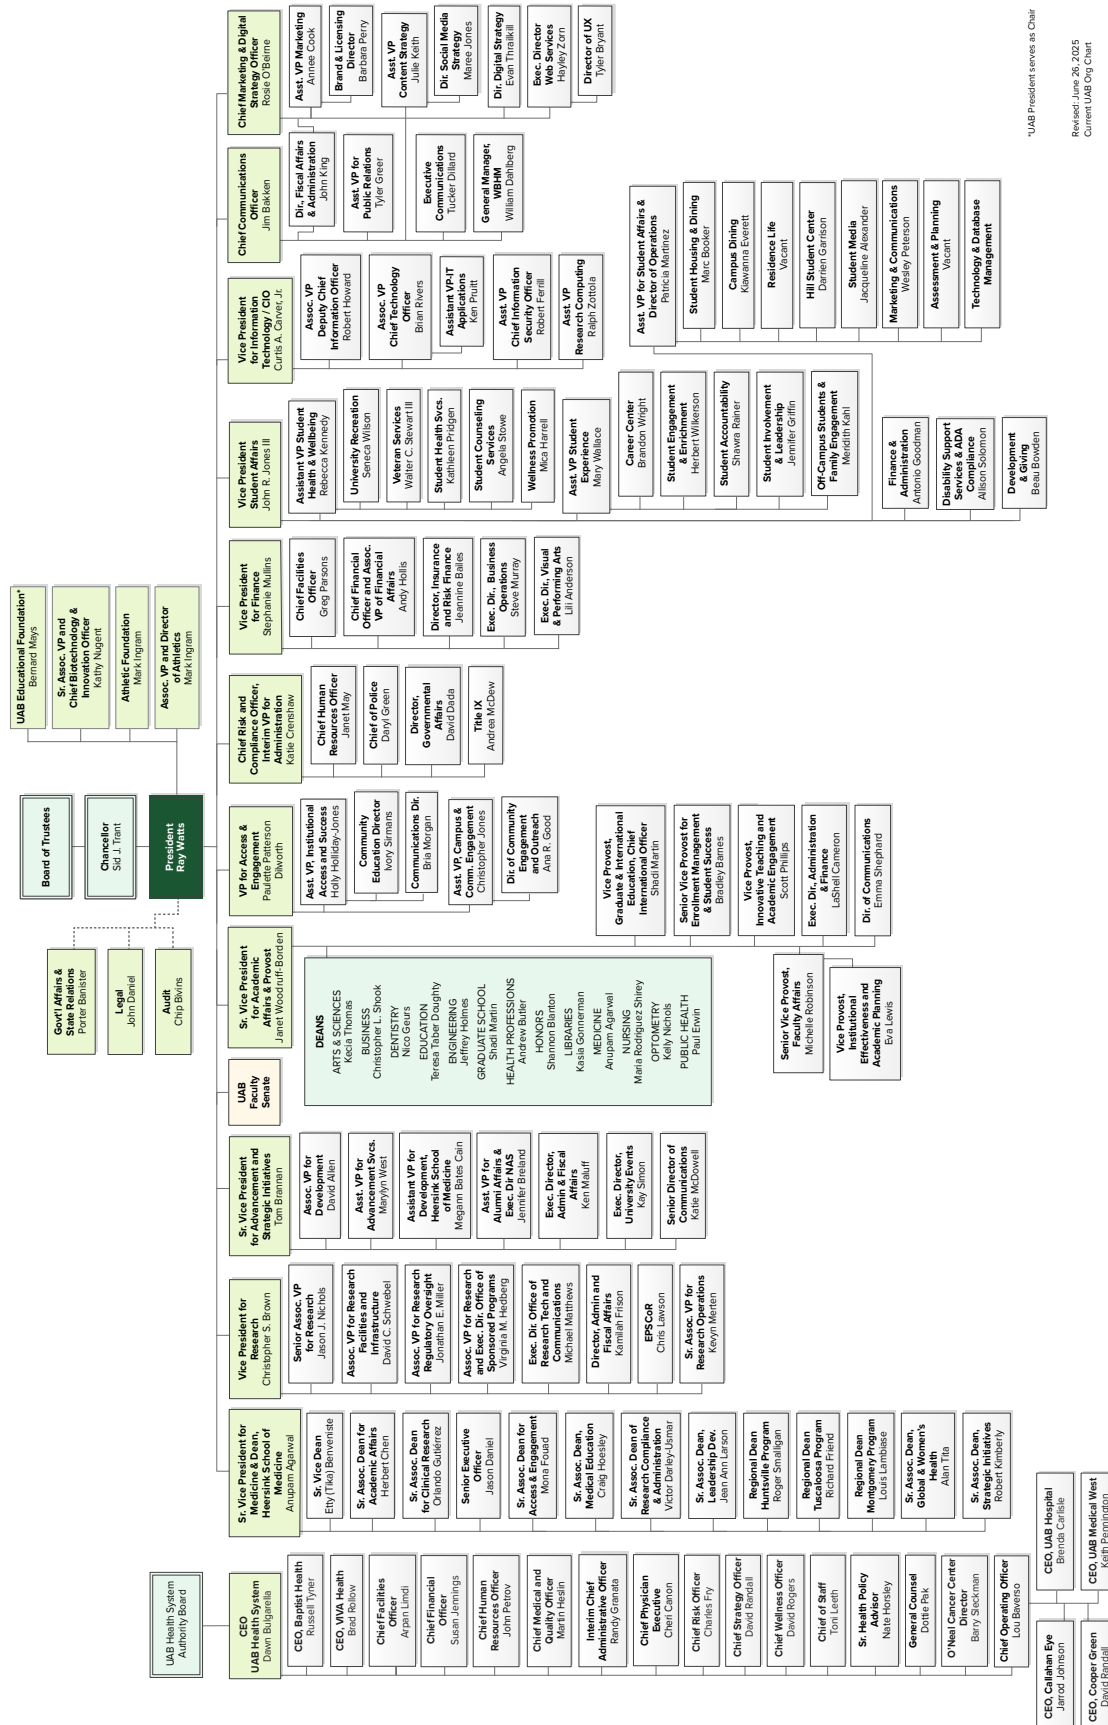 Board of Trustees
Chancellor
Sid J. Trant
President
Ray Watts
Govt'l Affairs &
State Relations
Porter Banister
Legal
John Daniel
Audit
Chip Bivins
UAB Educational Foundation*
Bernard Mays
Sr. Assoc. VP and
Chief Biotechnology &
Innovation Officer
Kathy Nugent
Athletic Foundation
Mark Ingram
Assoc. VP and Director
of Athletics
Mark Ingram
UAB Health System
Authority Board
CEO
UAB Health System
Dawn Bulgarella
CEO, Baptist Health
Russell Tyner
CEO, VIVA Health
Brad Rollow
Chief Facilities
Officer
Arpan Limdi
Chief Financial
Officer
Susan Jennings
Chief Human
Resources Officer
John Petrov
Chief Medical and
Quality Officer
Martin Heslin
Interim Chief
Administrative Officer
Randy Granata
Chief Physician
Executive
Cheri Canon
Chief Risk Officer
Charles Fry
Chief Strategy Officer
David Randall
Chief Wellness Officer
David Rogers
Chief of Staff
Toni Leeth
Sr. Health Policy
Advisor
Nate Horsley
General Counsel
Dottie Pak
O'Neal Cancer Center
Director
Barry Sleckman
Chief Operating Officer
Lou Baverso
CEO, Callahan Eye
Jarrod Johnson
CEO, UAB Hospital
Brenda Carlisle
CEO, Cooper Green
David Randall
CEO, UAB Medical West
Keith Pennington
Sr. Vice President for
Medicine & Dean,
Heersink School of
Medicine
Anupam Agarwal
Sr. Vice Dean
Etty (Tika) Benveniste
Sr. Assoc. Dean for
Academic Affairs
Herbert Chen
Sr. Assoc. Dean
for Clinical Research
Orlando Gutiérrez
Senior Executive
Officer
Jason Daniel
Sr. Assoc. Dean for
Access & Engagement
Mona Fouad
Sr. Assoc. Dean,
Medical Education
Craig Hoesley
Sr. Assoc. Dean of
Research Compliance
& Administration
Victor Darley-Usmar
Sr. Assoc. Dean,
Leadership Dev.
Jean Ann Larson
Regional Dean
Huntsville Program
Roger Smalligan
Regional Dean
Tuscaloosa Program
Richard Friend
Regional Dean
Montgomery Program
Louis Lambiase
Sr. Assoc. Dean,
Global & Women's
Health
Alan Tita
Sr. Assoc. Dean,
Strategic Initiatives
Robert Kimberly
Vice President for
Research
Christopher S. Brown
Senior Assoc. VP
for Research
Jason J. Nichols
Assoc. VP for Research
Facilities and
Infrastructure
David C. Schwebel
Assoc. VP for Research
Regulatory Oversight
Jonathan E. Miller
Assoc. VP for Research
and Exec. Dir. Office of
Sponsored Programs
Virginia M. Hedberg
Exec. Dir. Office of
Research Tech and
Communications
Michael Matthews
Director, Admin and
Fiscal Affairs
Kamilah Frison
EPSCoR
Chris Lawson
Sr. Assoc. VP for
Research Operations
Kevyn Merten
Sr. Vice President
for Advancement and
Strategic Initiatives
Tom Brannan
Assoc. VP for
Development
David Allen
Asst. VP for
Advancement Svcs.
Marylyn West
Assistant VP for
Development,
Heersink School
of Medicine
Megann Bates Cain
Asst. VP for
Alumni Affairs &
Exec. Dir NAS
Jennifer Breland
Exec. Director,
Admin & Fiscal
Affairs
Ken Maluff
Exec. Director,
University Events
Kay Simon
Senior Director of
Communications
Katie McDowell
UAB
Faculty
Senate
Sr. Vice President
for Academic
Affairs & Provost
Janet Woodruff-Borden
DEANS
ARTS & SCIENCES
Kecia Thomas
BUSINESS
Christopher L. Shook
DENTISTRY
Nico Geurs
EDUCATION
Teresa Taber Doughty
ENGINEERING
Jeffrey Holmes
GRADUATE SCHOOL
Shadi Martin
HEALTH PROFESSIONS
Andrew Butler
HONORS
Shannon Blanton
LIBRARIES
Kasia Gonnerman
MEDICINE
Anupam Agarwal
NURSING
Maria Rodriguez Shirey
OPTOMETRY
Kelly Nichols
PUBLIC HEALTH
Paul Erwin
Senior Vice Provost,
Faculty Affairs
Michelle Robinson
Vice Provost,
Institutional
Effectiveness and
Academic Planning
Eva Lewis
Vice Provost,
Graduate & International
Education, Chief
International Officer
Shadi Martin
Senior Vice Provost for
Enrollment Management
& Student Success
Bradley Barnes
Vice Provost,
Innovative Teaching and
Academic Engagement
Scott Phillips
Exec. Dir., Administration
& Finance
LaShell Cameron
Dir. of Communications
Emma Shephard
VP for Access &
Engagement
Paulette Patterson
Dilworth
Asst. VP, Institutional
Access and Success
Holly Holliday-Jones
Community
Education Director
Ivory Sirmans
Communications Dir.
Bria Morgan
Asst. VP, Campus &
Comm. Engagement
Christopher Jones
Dir. of Community
Engagement
and Outreach
Ana R. Good
Chief Risk and
Compliance Officer,
Interim VP for
Administration
Katie Crenshaw
Chief Human
Resources Officer
Janet May
Chief of Police
Daryl Green
Director,
Governmental
Affairs
David Dada
Title IX
Andrea McDew
Vice President
for Finance
Stephanie Mullins
Chief Facilities
Officer
Greg Parsons
Chief Financial
Officer and Assoc.
VP of Financial
Affairs
Andy Hollis
Director, Insurance
and Risk Finance
Jeannine Bailes
Exec. Dir., Business
Operations
Steve Murray
Exec. Dir., Visual
& Performing Arts
Lili Anderson
Vice President
Student Affairs
John R. Jones III
Assistant VP Student
Health & Wellbeing
Rebecca Kennedy
University Recreation
Seneca Wilson
Veteran Services
Walter C. Stewart III
Student Health Svcs.
Kathleen Pridgen
Student Counseling
Services
Angela Stowe
Wellness Promotion
Mica Harrell
Asst VP Student
Experience
Mary Wallace
Career Center
Brandon Wright
Student Engagement
& Enrichment
Herbert Wilkerson
Student Accountability
Shawra Rainer
Student Involvement
& Leadership
Jennifer Griffin
Off-Campus Students &
Family Engagement
Meridith Kahl
Finance &
Administration
Antonio Goodman
Disability Support
Services & ADA
Compliance
Allison Solomon
Development
& Giving
Beau Bowden
Asst. VP for Student Affairs &
Director of Operations
Patricia Martinez
Student Housing & Dining
Marc Booker
Campus Dining
Kiawanna Everett
Residence Life
Vacant
Hill Student Center
Darrien Garrison
Student Media
Jacqueline Alexander
Marketing & Communications
Wesley Peterson
Assessment & Planning
Vacant
Technology & Database
Management
Vice President
for Information
Technology / CIO
Curtis A. Carver, Jr.
Assoc. VP
Deputy Chief
Information Officer
Robert Howard
Assoc. VP
Chief Technology
Officer
Brian Rivers
Assistant VP-IT
Applications
Ken Pruitt
Asst. VP
Chief Information
Security Officer
Robert Ferrill
Asst. VP
Research Computing
Ralph Zottola
Chief Communications
Officer
Jim Bakken
Dir., Fiscal Affairs
& Administration
John King
Asst. VP for
Public Relations
Tyler Greer
Executive
Communications
Tucker Dillard
General Manager,
WBHM
William Dahlberg
Chief Marketing & Digital
Strategy Officer
Rosie O'Beirne
Asst. VP Marketing
Annee Cook
Brand & Licensing
Director
Barbara Perry
Asst. VP
Content Strategy
Julie Keith
Dir. Social Media
Strategy
Maree Jones
Dir. Digital Strategy
Evan Thrailkill
Exec. Director
Web Services
Hayley Zorn
Director of UX
Tyler Bryant
*UAB President serves as Chair
Revised: June 26, 2025
Current UAB Org Chart